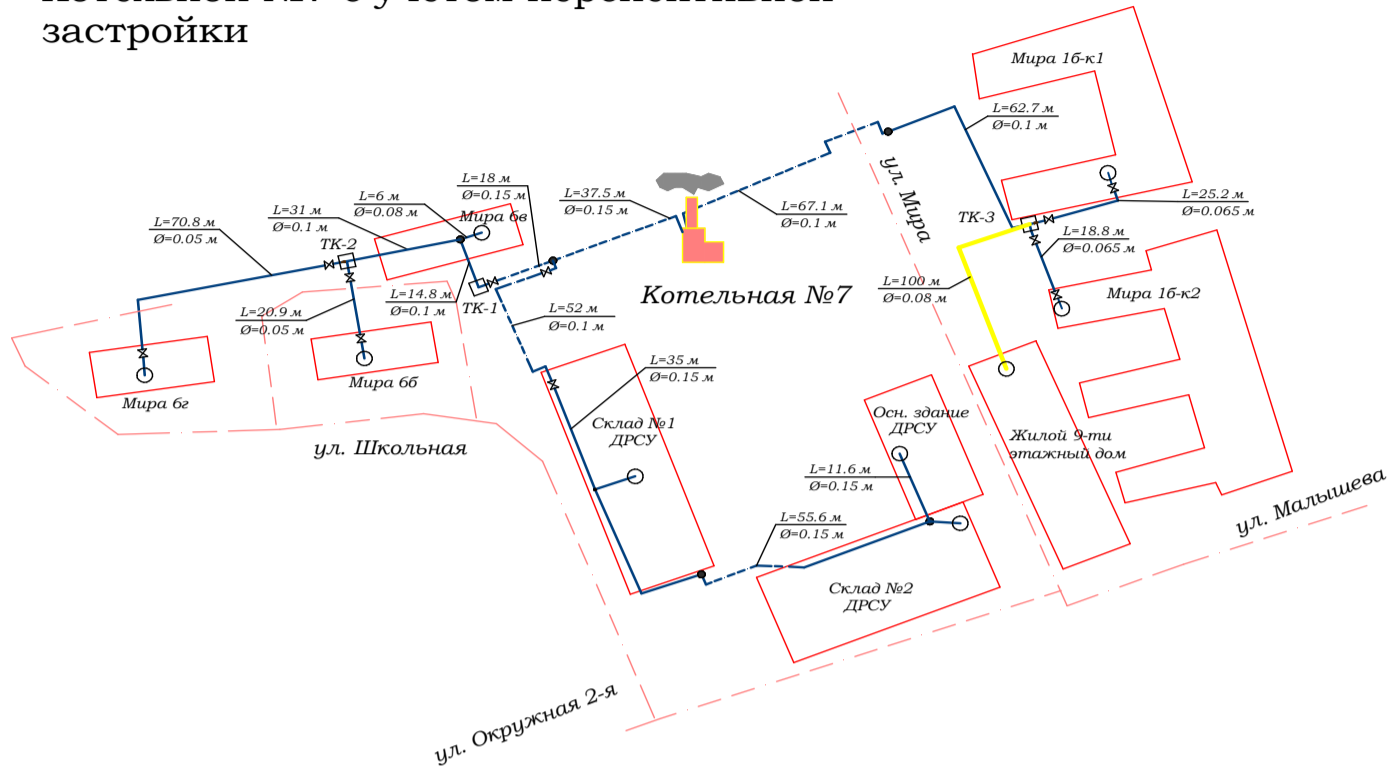 застройки
Мира 1б-к1
L=62.7 м
Ø=0.1 м
ул. Мира
L=18 м
Ø=0.15 м
L=6 м
Ø=0.08 м
L=37.5 м
Ø=0.15 м
L=67.1 м
Ø=0.1 м
L=25.2 м
Ø=0.065 м
L=31 м
Ø=0.1 м
L=70.8 м
Ø=0.05 м
Мира 6в
ТК-2
ТК-3
L=18.8 м
Ø=0.065 м
L=14.8 м
Ø=0.1 м
ТК-1
Котельная №7
L=100 м
Ø=0.08 м
Мира 1б-к2
L=20.9 м
Ø=0.05 м
L=52 м
Ø=0.1 м
L=35 м
Ø=0.15 м
Мира 6г
Мира 6б
ул. Школьная
Склад №1
ДРСУ
Осн. здание
ДРСУ
Жилой 9-ти
этажный дом
L=11.6 м
Ø=0.15 м
L=55.6 м
Ø=0.15 м
ул. Малышева
Склад №2
ДРСУ
ул. Окружная 2-я